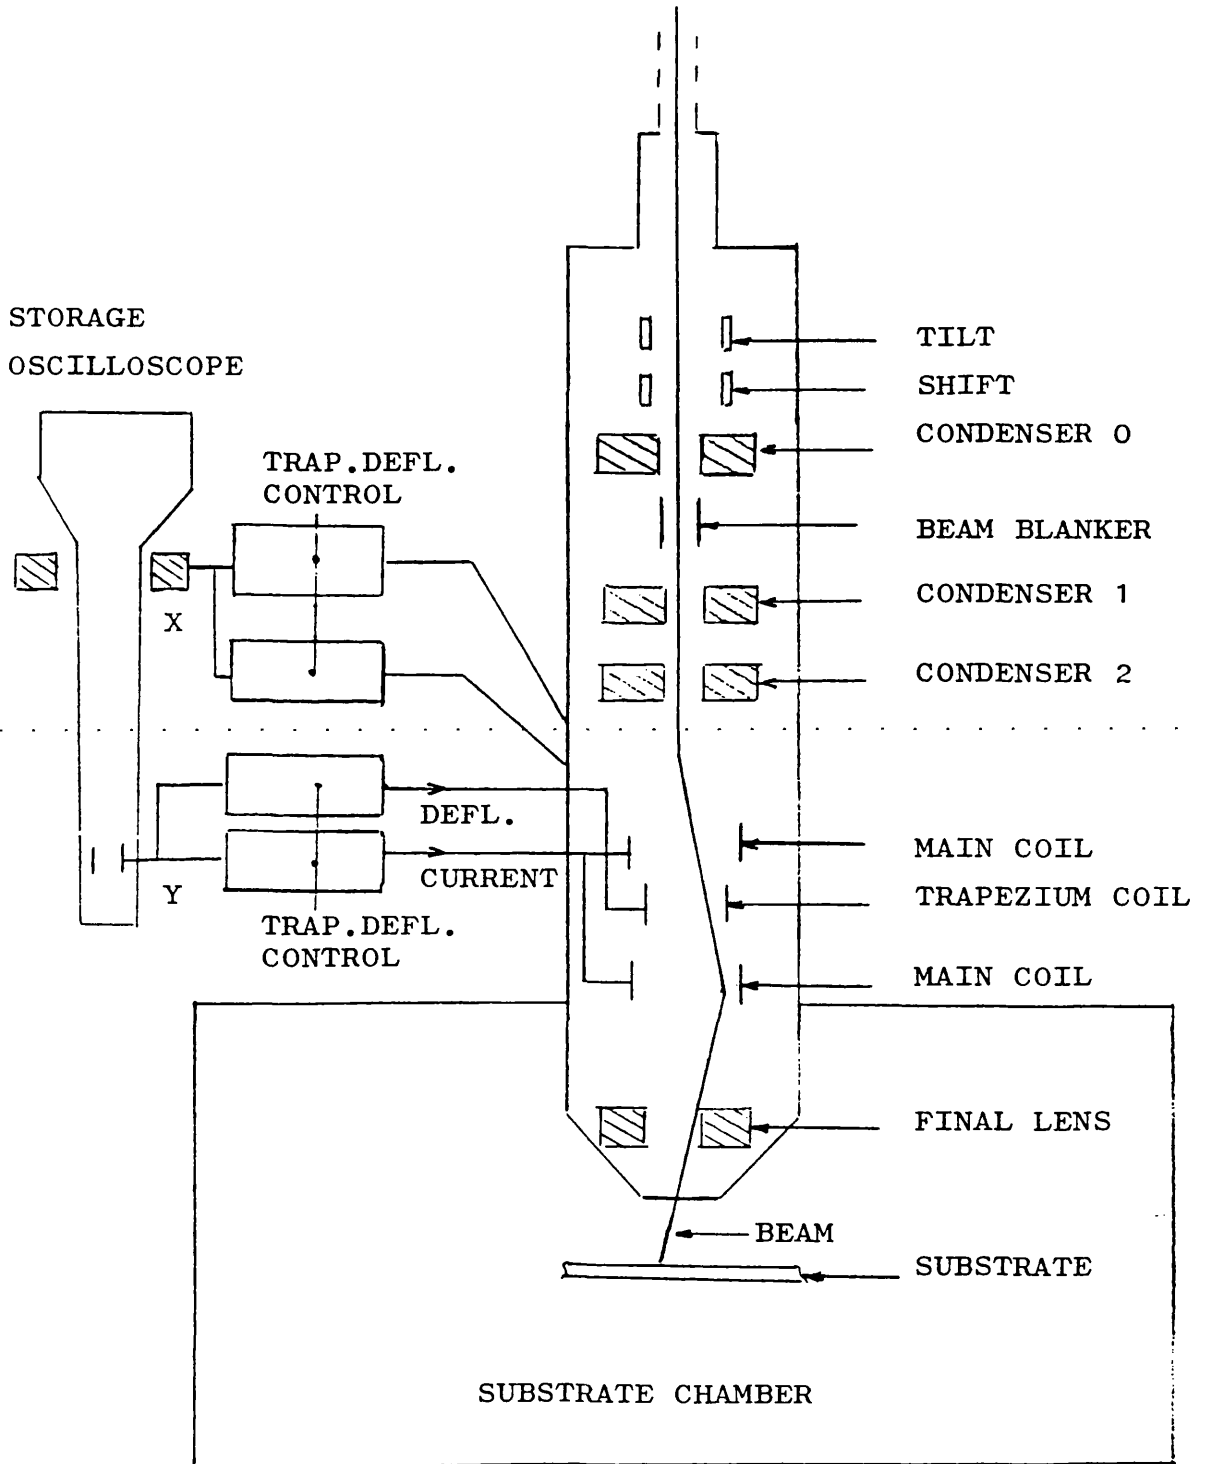 STORAGE
OSCILLOSCOPE
TRAP.DEFL.
CONTROL
X
DEFL.
CURRENT
Y
TRAP.DEFL.
CONTROL
TILT
SHIFT
CONDENSER 0
BEAM BLANKER
CONDENSER 1
CONDENSER 2
MAIN COIL
TRAPEZIUM COIL
MAIN COIL
FINAL LENS
BEAM
SUBSTRATE
SUBSTRATE CHAMBER